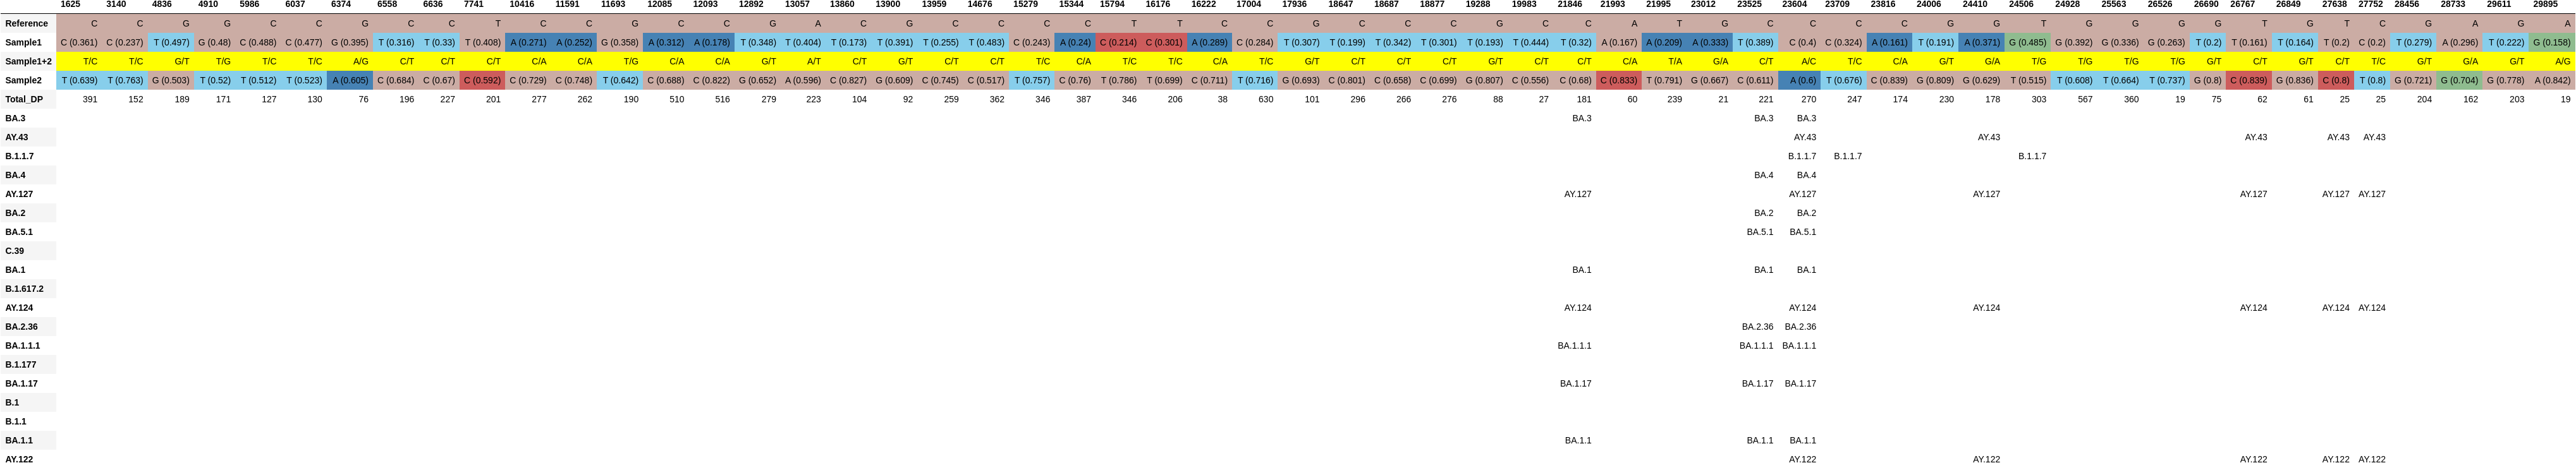 1625 3140 4836 4910 5986 6037 6374 6558 6636 7741 10416 11591 11693 12085 12093 12892 13057 13860 13900 13959 14676 15279 15344 15794 16176 16222 17004 17936 18647 18687 18877 19288 19983 21846 21993 21995 23012 23525 23604 23709 23816 24006 24410 24506 24928 25563 26526 26690 26767 26849 27638 27752 28456 28733 29611 29895
Reference C C G G C C G C C T C C G C C G A C G C C C C T T C C G C C C G C C A T G C C C C G G T G G G G T G T C G A G A
Sample1 C (0.361) C (0.237) T (0.497) G (0.48) C (0.488) C (0.477) G (0.395) T (0.316) T (0.33) T (0.408) A (0.271) A (0.252) G (0.358) A (0.312) A (0.178) T (0.348) T (0.404) T (0.173) T (0.391) T (0.255) T (0.483) C (0.243) A (0.24) C (0.214) C (0.301) A (0.289) C (0.284) T (0.307) T (0.199) T (0.342) T (0.301) T (0.193) T (0.444) T (0.32) A (0.167) A (0.209) A (0.333) T (0.389) C (0.4) C (0.324) A (0.161) T (0.191) A (0.371) G (0.485) G (0.392) G (0.336) G (0.263) T (0.2) T (0.161) T (0.164) T (0.2) C (0.2) T (0.279) A (0.296) T (0.222) G (0.158)
Sample1+2 T/C T/C G/T T/G T/C T/C A/G C/T C/T C/T C/A C/A T/G C/A C/A G/T A/T C/T G/T C/T C/T T/C C/A T/C T/C C/A T/C G/T C/T C/T C/T G/T C/T C/T C/A T/A G/A C/T A/C T/C C/A G/T G/A T/G T/G T/G T/G G/T C/T G/T C/T T/C G/T G/A G/T A/G
Sample2 T (0.639) T (0.763) G (0.503) T (0.52) T (0.512) T (0.523) A (0.605) C (0.684) C (0.67) C (0.592) C (0.729) C (0.748) T (0.642) C (0.688) C (0.822) G (0.652) A (0.596) C (0.827) G (0.609) C (0.745) C (0.517) T (0.757) C (0.76) T (0.786) T (0.699) C (0.711) T (0.716) G (0.693) C (0.801) C (0.658) C (0.699) G (0.807) C (0.556) C (0.68) C (0.833) T (0.791) G (0.667) C (0.611) A (0.6) T (0.676) C (0.839) G (0.809) G (0.629) T (0.515) T (0.608) T (0.664) T (0.737) G (0.8) C (0.839) G (0.836) C (0.8) T (0.8) G (0.721) G (0.704) G (0.778) A (0.842)
Total_DP 391 152 189 171 127 130 76 196 227 201 277 262 190 510 516 279 223 104 92 259 362 346 387 346 206 38 630 101 296 266 276 88 27 181 60 239 21 221 270 247 174 230 178 303 567 360 19 75 62 61 25 25 204 162 203 19
BA.3 BA.3 BA.3 BA.3
AY.43 AY.43 AY.43 AY.43 AY.43 AY.43
B.1.1.7 B.1.1.7 B.1.1.7 B.1.1.7
BA.4 BA.4 BA.4
AY.127 AY.127 AY.127 AY.127 AY.127 AY.127 AY.127
BA.2 BA.2 BA.2
BA.5.1 BA.5.1 BA.5.1
C.39
BA.1 BA.1 BA.1 BA.1
B.1.617.2
AY.124 AY.124 AY.124 AY.124 AY.124 AY.124 AY.124
BA.2.36 BA.2.36 BA.2.36
BA.1.1.1 BA.1.1.1 BA.1.1.1 BA.1.1.1
B.1.177
BA.1.17 BA.1.17 BA.1.17 BA.1.17
B.1
B.1.1
BA.1.1 BA.1.1 BA.1.1 BA.1.1
AY.122 AY.122 AY.122 AY.122 AY.122 AY.122